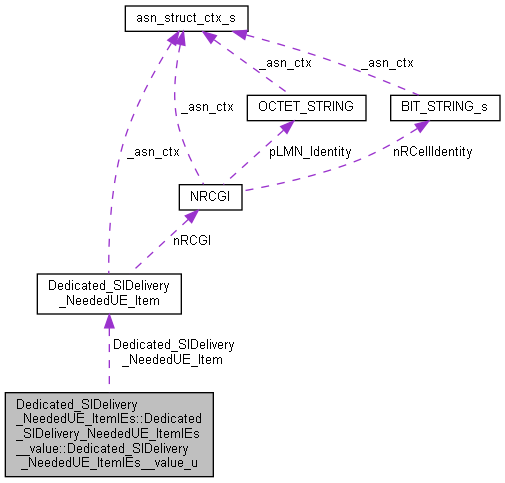 asn_struct_ctx_s
_asn_ctx
_asn_ctx
_asn_ctx
OCTET_STRING
BIT_STRING_s
_asn_ctx
pLMN_Identity
nRCellIdentity
NRCGI
nRCGI
Dedicated_SIDelivery
_NeededUE_Item
Dedicated_SIDelivery
_NeededUE_Item
Dedicated_SIDelivery
_NeededUE_ItemIEs::Dedicated
_SIDelivery_NeededUE_ItemIEs
__value::Dedicated_SIDelivery
_NeededUE_ItemIEs__value_u